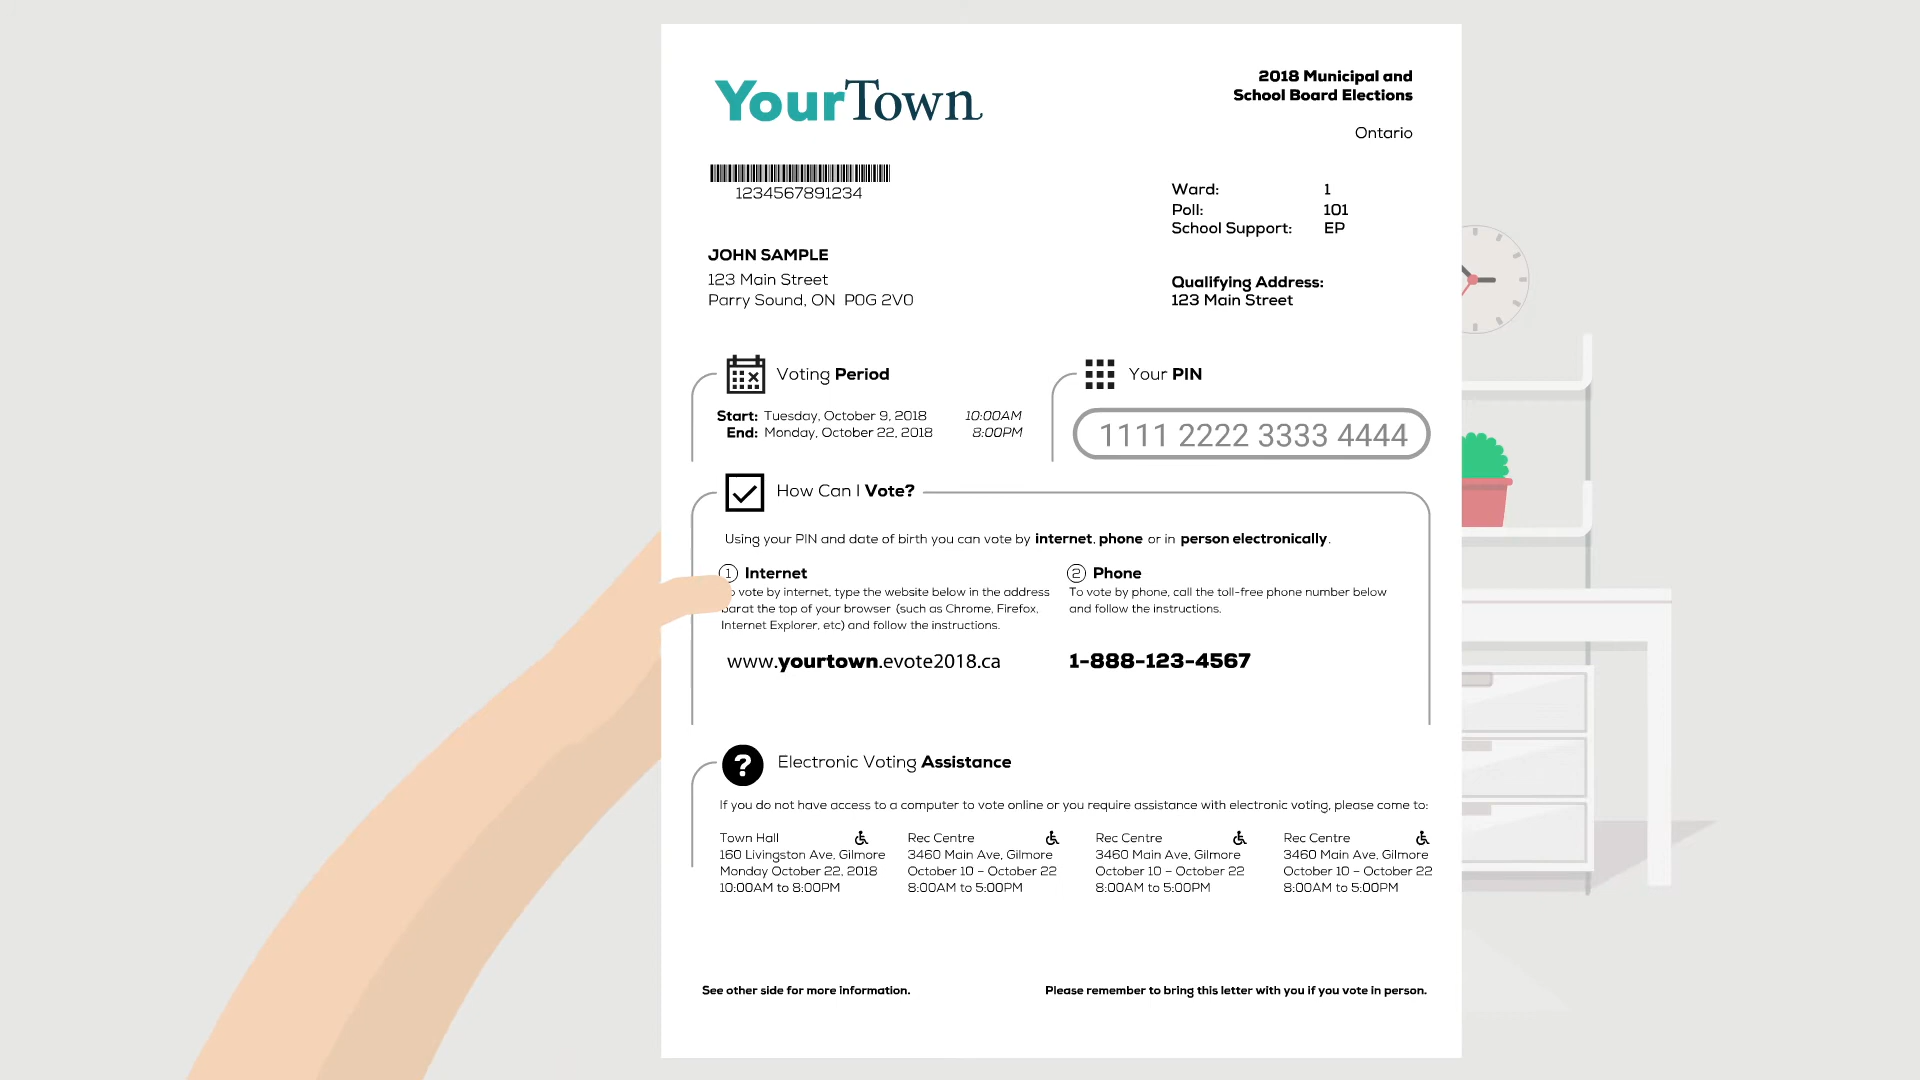 YourTown
2018 Municipal and
School Board Elections
Ontario
1234567891234
Ward: 1
Poll: 101
School Support: EP
JOHN SAMPLE
123 Main Street
Parry Sound, ON P0G 2V0
Qualifying Address:
123 Main Street
Voting Period
Start: Tuesday, October 9, 2018 10:00AM
End: Monday, October 22, 2018 8:00PM
Your PIN
1111 2222 3333 4444
How Can I Vote?
Using your PIN and date of birth you can vote by internet, phone or in person electronically.
1 Internet
vote by internet, type the website below in the address
barat the top of your browser (such as Chrome, Firefox,
Internet Explorer, etc) and follow the instructions.
www.yourtown.evote2018.ca
2 Phone
To vote by phone, call the toll-free phone number below
and follow the instructions.
1-888-123-4567
? Electronic Voting Assistance
If you do not have access to a computer to vote online or you require assistance with electronic voting, please come to:
Town Hall
160 Livingston Ave, Gilmore
Monday October 22, 2018
10:00AM to 8:00PM
Rec Centre
3460 Main Ave, Gilmore
October 10 – October 22
8:00AM to 5:00PM
Rec Centre
3460 Main Ave, Gilmore
October 10 – October 22
8:00AM to 5:00PM
Rec Centre
3460 Main Ave, Gilmore
October 10 – October 22
8:00AM to 5:00PM
See other side for more information.
Please remember to bring this letter with you if you vote in person.